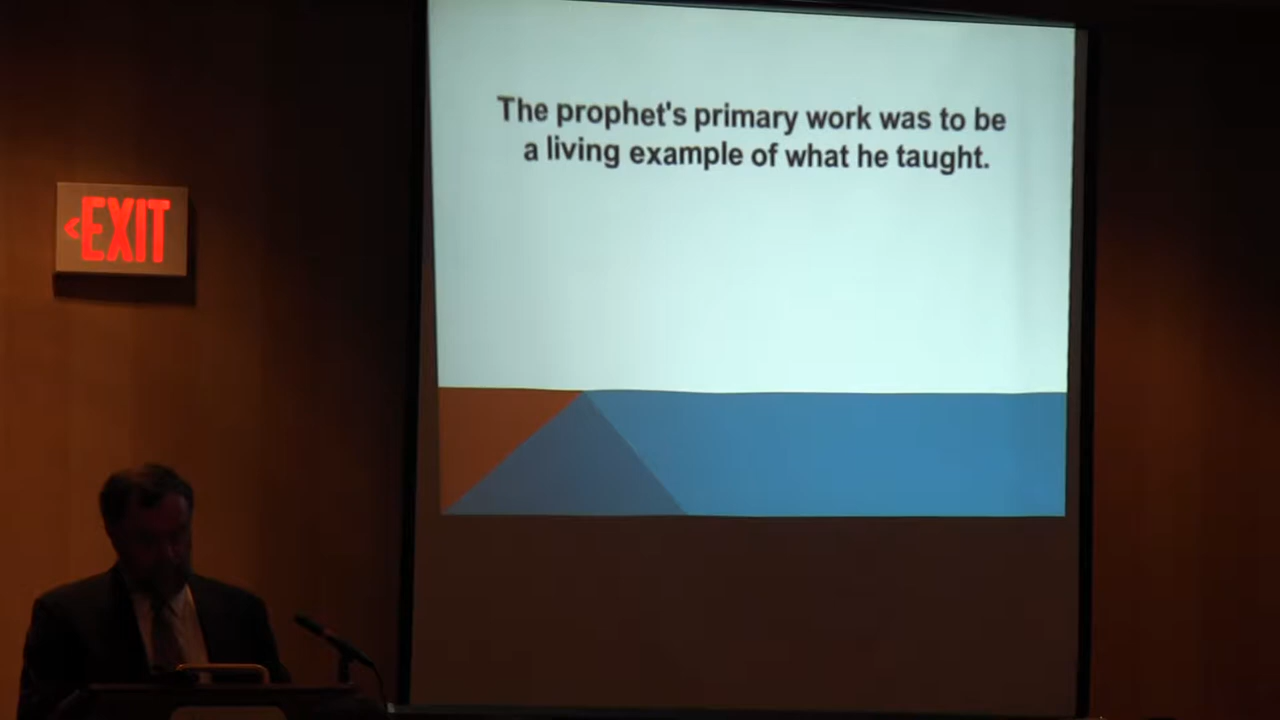 The prophet's primary work was to be
a living example of what he taught.
<EXIT